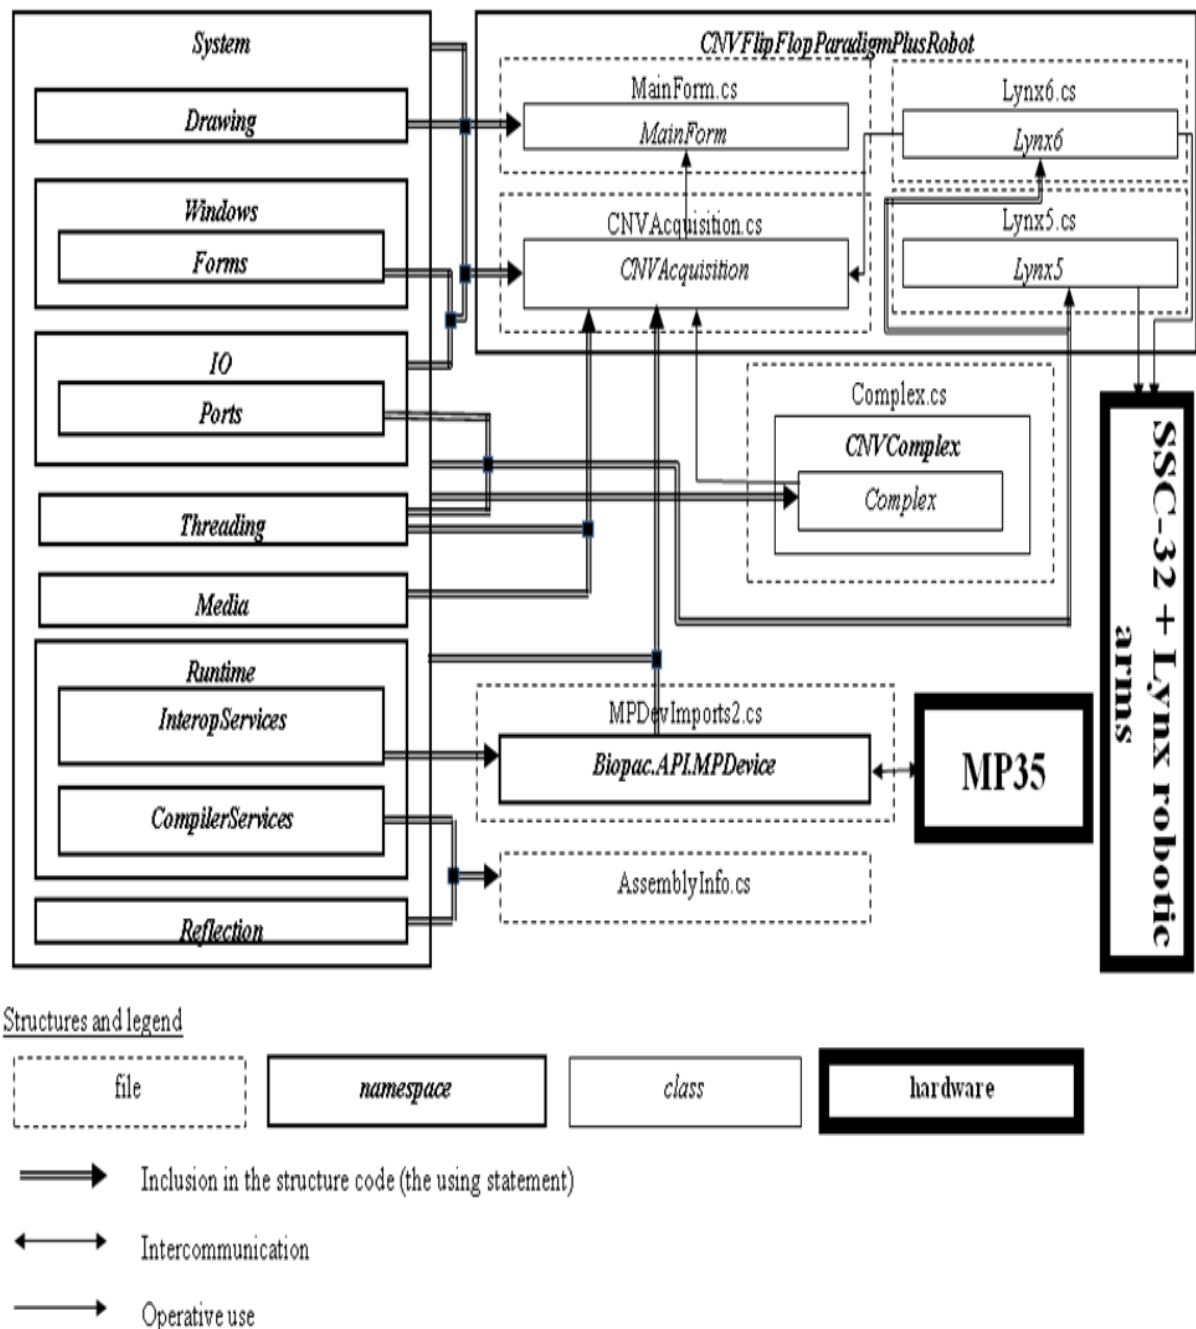 System
Drawing
Windows
Forms
IO
Ports
Threading
Media
Runtime
InteropServices
CompilerServices
Reflection
CNVFlipFlopParadigmPlusRobot
MainForm.cs
MainForm
CNVAcquisition.cs
CNVAcquisition
Lynx6.cs
Lynx6
Lynx5.cs
Lynx5
Complex.cs
CNVComplex
Complex
MPDevImports2.cs
Biopac.API.MPDevice
AssemblyInfo.cs
MP35
SSC-32 + Lynx robotic
arms
Structures and legend
file
namespace
class
hardware
Inclusion in the structure code (the using statement)
Intercommunication
Operative use